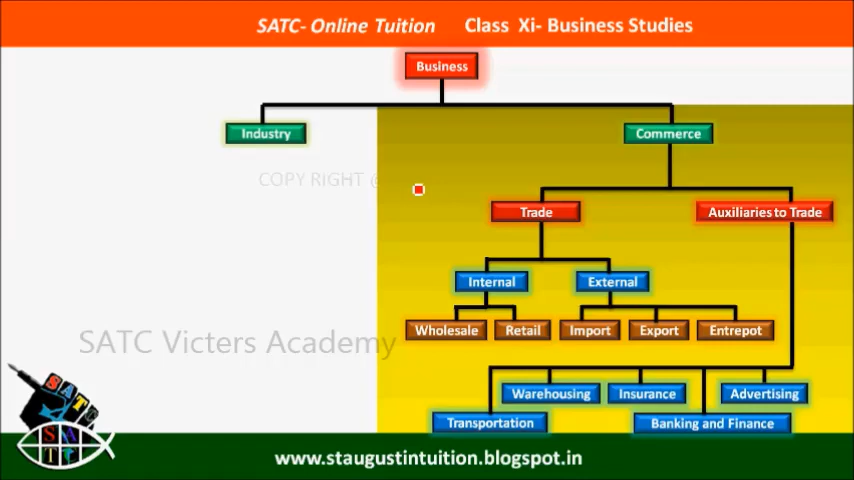 SATC- Online Tuition Class Xi- Business Studies
Business
Industry
Commerce
COPY RIGHT @
Trade
Auxiliaries to Trade
Internal
External
Wholesale
Retail
Import
Export
Entrepot
SATC Victers Academy
Warehousing
Insurance
Advertising
Transportation
Banking and Finance
SATC
S A
T
www.staugustintuition.blogspot.in